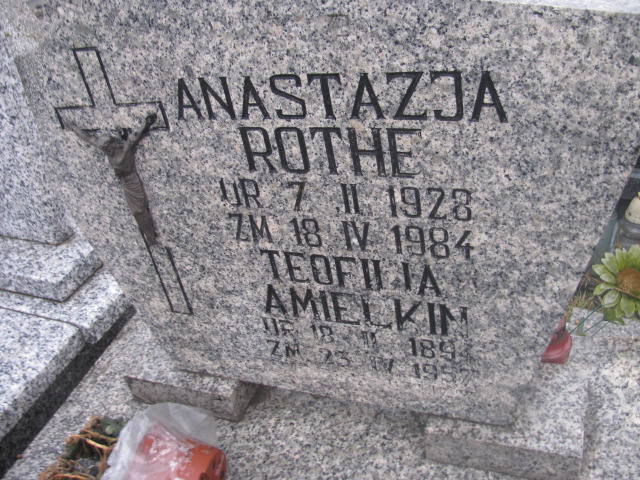 ANASTAZJA
ROTHE
UR 7 II 1928
ZM 18 IV 1984
TEOFILIA
AMIELKIN
UR 18 II
ZM 23 IV